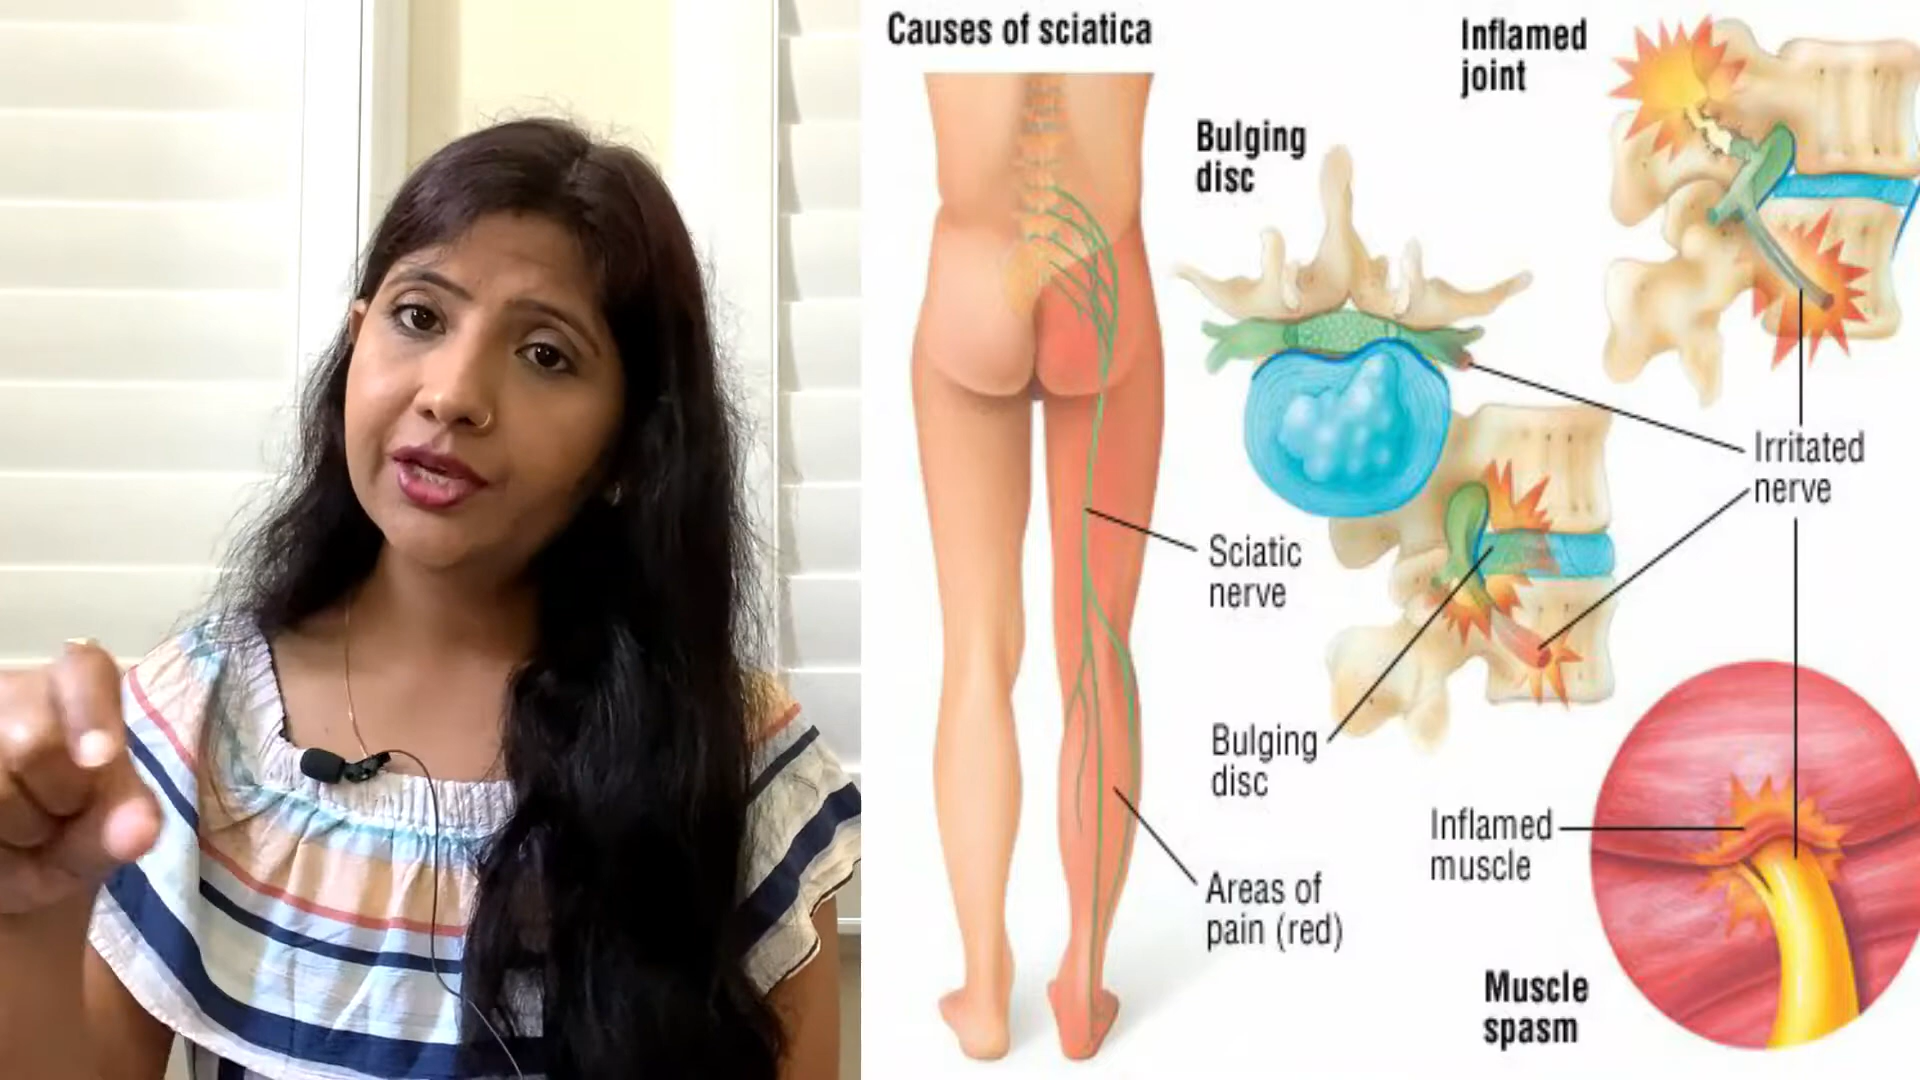 Causes of sciatica
Inflamed
joint
Bulging
disc
Irritated
nerve
Sciatic
nerve
Bulging
disc
Inflamed
muscle
Areas of
pain (red)
Muscle
spasm